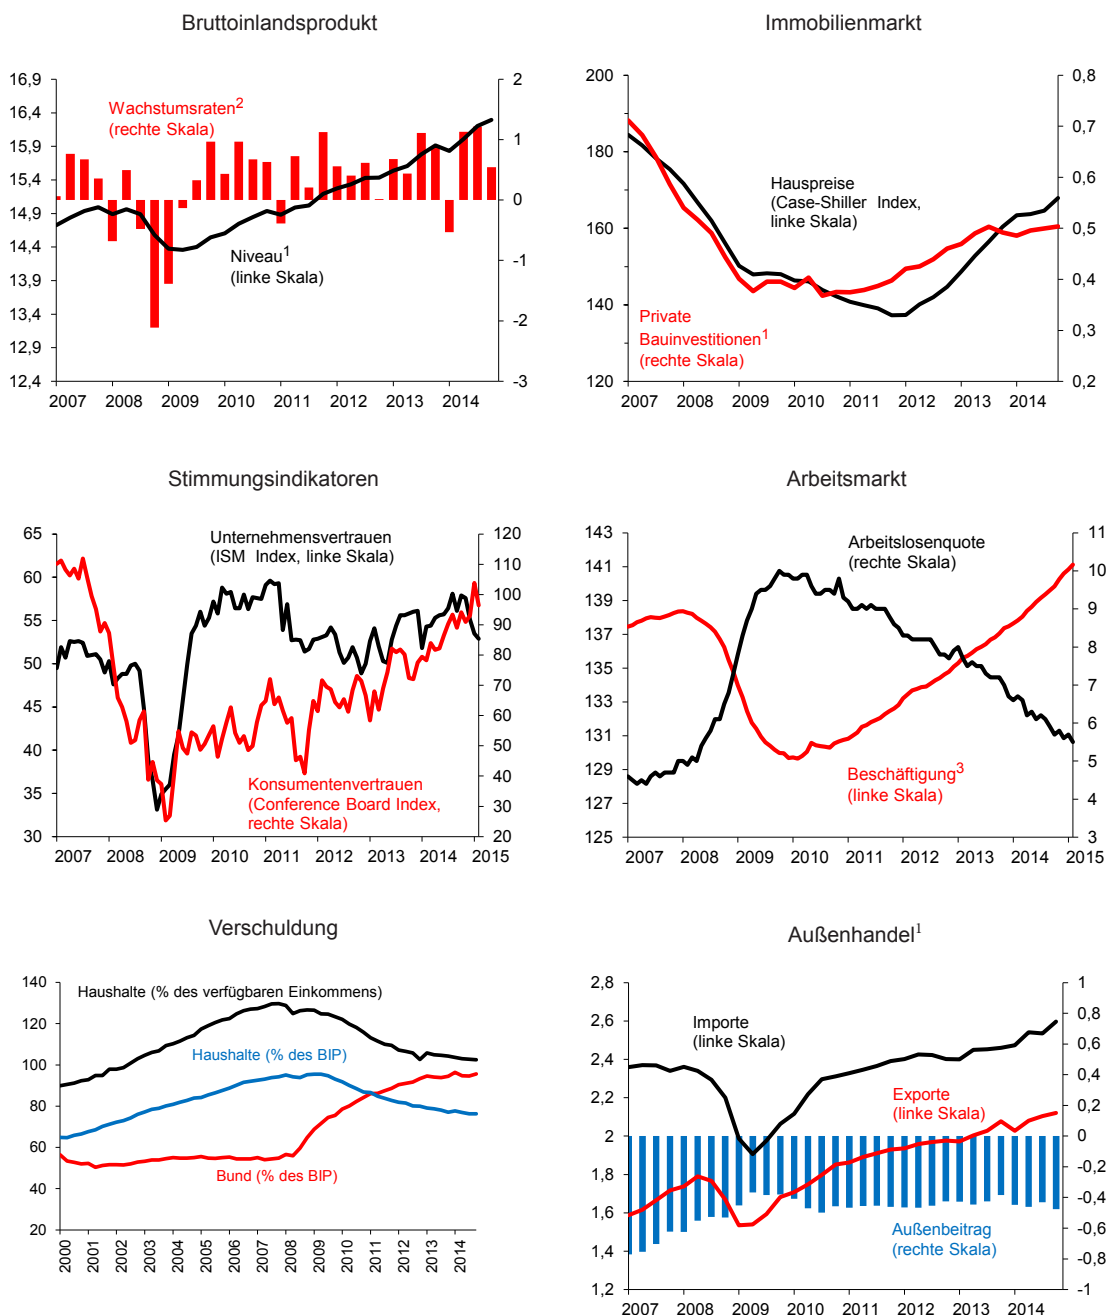 Bruttoinlandsprodukt
16,9
16,4
15,9
15,4
14,9
14,4
13,9
13,4
12,9
12,4
2
1
0
-1
-2
-3
Wachstumsraten2
(rechte Skala)
Niveau1
(linke Skala)
2007 2008 2009 2010 2011 2012 2013 2014
Immobilienmarkt
200
180
160
140
120
0,8
0,7
0,6
0,5
0,4
0,3
0,2
Hauspreise
(Case-Shiller Index,
linke Skala)
Private
Bauinvestitionen1
(rechte Skala)
2007 2008 2009 2010 2011 2012 2013 2014
Stimmungsindikatoren
65
60
55
50
45
40
35
30
120
110
100
90
80
70
60
50
40
30
20
Unternehmensvertrauen
(ISM Index, linke Skala)
Konsumentenvertrauen
(Conference Board Index,
rechte Skala)
2007 2008 2009 2010 2011 2012 2013 2014 2015
Arbeitsmarkt
143
141
139
137
135
133
131
129
127
125
11
10
9
8
7
6
5
4
3
Arbeitslosenquote
(rechte Skala)
Beschäftigung3
(linke Skala)
2007 2008 2009 2010 2011 2012 2013 2014 2015
Verschuldung
140
120
100
80
60
40
20
Haushalte (% des verfügbaren Einkommens)
Haushalte (% des BIP)
Bund (% des BIP)
2000 2001 2002 2003 2004 2005 2006 2007 2008 2009 2010 2011 2012 2013 2014
Außenhandel1
2,8
2,6
2,4
2,2
2
1,8
1,6
1,4
1,2
1
0,8
0,6
0,4
0,2
0
-0,2
-0,4
-0,6
-0,8
-1
Importe
(linke Skala)
Exporte
(linke Skala)
Außenbeitrag
(rechte Skala)
2007 2008 2009 2010 2011 2012 2013 2014